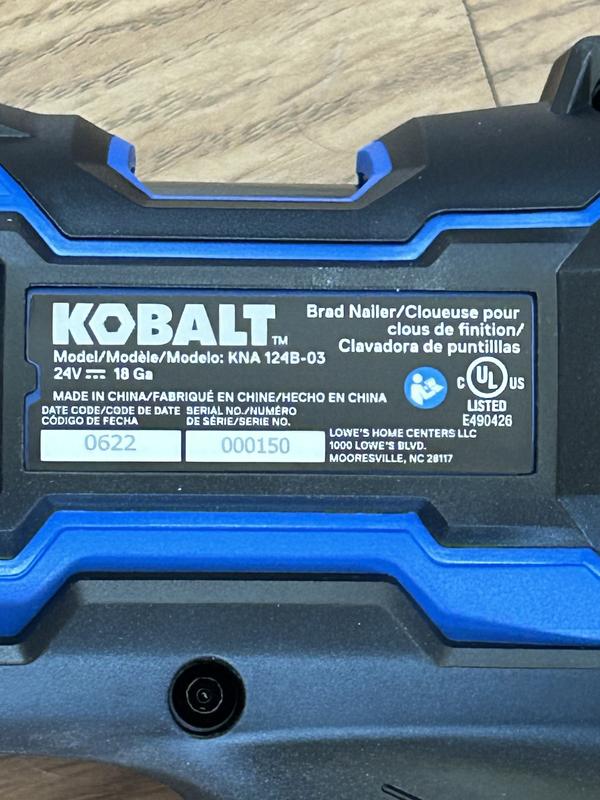 KOBALT™
Brad Nailer/Cloueuse pour
clous de finition/
Clavadora de puntilllas
Model/Modèle/Modelo: KNA 124B-03
24V 18 Ga
MADE IN CHINA/FABRIQUÉ EN CHINE/HECHO EN CHINA
C UL US
LISTED
E490426
DATE CODE/CODE DE DATE
CÓDIGO DE FECHA
0622
SERIAL NO./NUMÉRO
DE SÉRIE/SERIE NO.
000150
LOWE'S HOME CENTERS LLC
1000 LOWE'S BLVD.
MOORESVILLE, NC 28117